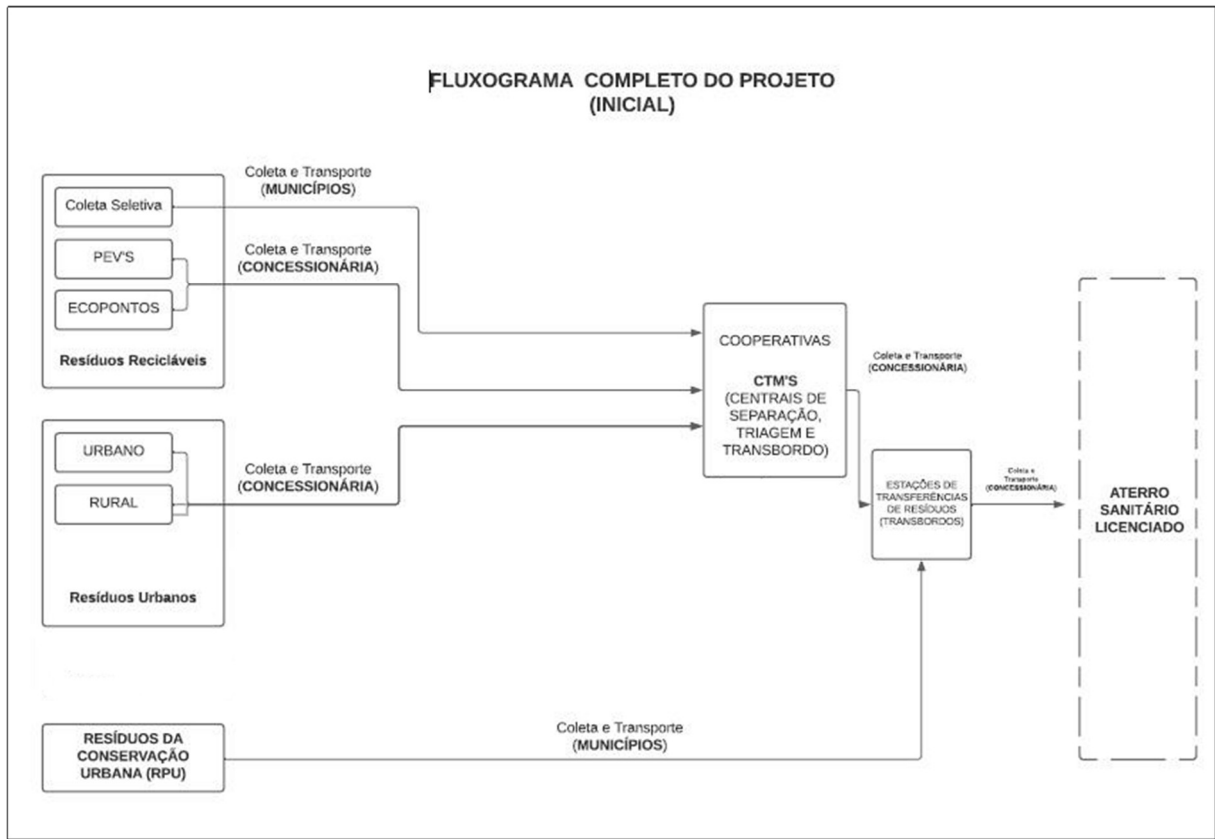 FLUXOGRAMA COMPLETO DO PROJETO
(INICIAL)
Coleta e Transporte
(MUNICÍPIOS)
Coleta Seletiva
PEV'S
ECOPONTOS
Resíduos Recicláveis
Coleta e Transporte
(CONCESSIONÁRIA)
COOPERATIVAS
CTM'S
(CENTRAIS DE
SEPARAÇÃO,
TRIAGEM E
TRANSBORDO)
Coleta e Transporte
(CONCESSIONÁRIA)
URBANO
RURAL
Resíduos Urbanos
Coleta e Transporte
(CONCESSIONÁRIA)
ESTAÇÕES DE
TRANSFERÊNCIAS
DE RESÍDUOS
(TRANSBORDOS)
Coleta e
Transporte
(CONCESSIONÁRIA)
ATERRO
SANITÁRIO
LICENCIADO
RESÍDUOS DA
CONSERVAÇÃO
URBANA (RPU)
Coleta e Transporte
(MUNICÍPIOS)